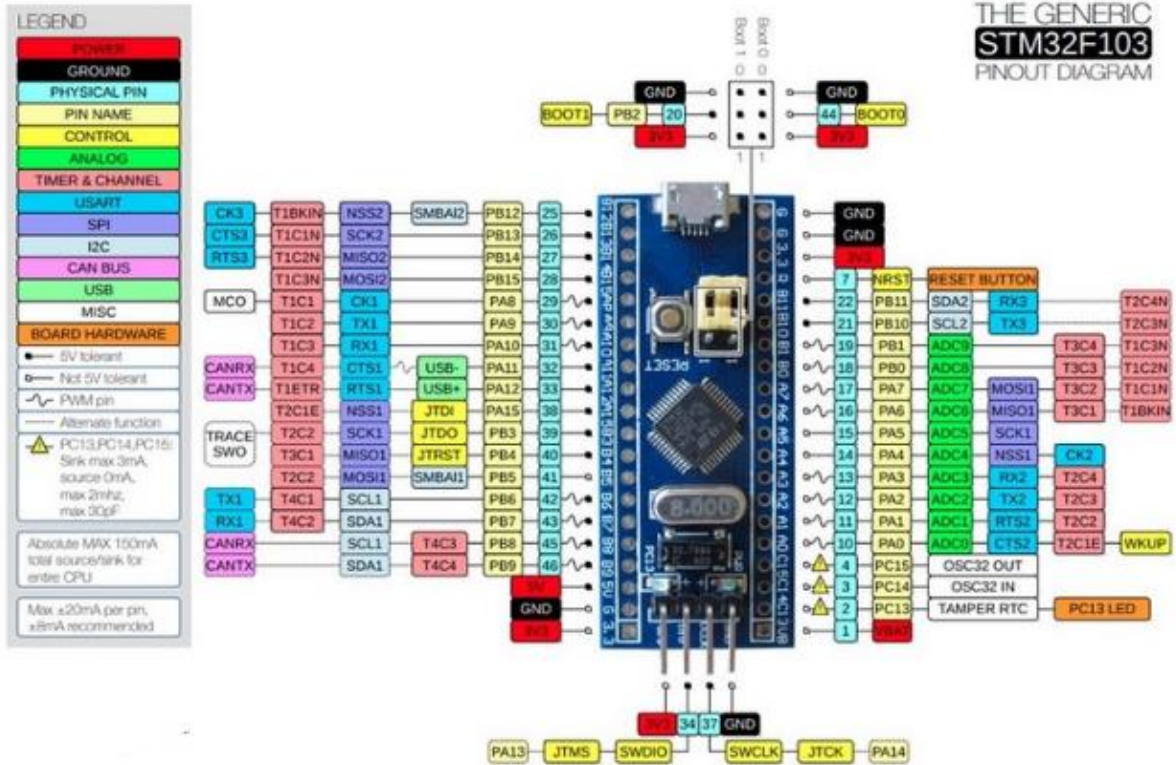 LEGEND
POWER
GROUND
PHYSICAL PIN
PIN NAME
CONTROL
ANALOG
TIMER & CHANNEL
USART
SPI
I2C
CAN BUS
USB
MISC
BOARD HARDWARE
5V tolerant
Not 5V tolerant
PWM pin
Alternate function
PC13,PC14,PC15:
Sink max 3mA,
source 0mA,
max 2mhz,
max 30pF
Absolute MAX 150mA
total source/sink for
entire CPU
Max ±20mA per pin,
±8mA recommended
THE GENERIC
STM32F103
PINOUT DIAGRAM
Boot 1 0
Boot 0 0
GND GND
BOOT1 PB2 20 44 BOOT0
3V3 3V3
1 1
CK3 T1BKIN NSS2 SMBAI2 PB12 25
CTS3 T1C1N SCK2 PB13 26
RTS3 T1C2N MISO2 PB14 27
T1C3N MOSI2 PB15 28
MCO T1C1 CK1 PA8 29
T1C2 TX1 PA9 30
T1C3 RX1 PA10 31
CANRX T1C4 CTS1 USB- PA11 32
CANTX T1ETR RTS1 USB+ PA12 33
T2C1E NSS1 JTDI PA15 38
TRACE SWO T2C2 SCK1 JTDO PB3 39
T3C1 MISO1 JTRST PB4 40
T2C2 MOSI1 SMBAI1 PB5 41
TX1 T4C1 SCL1 PB6 42
RX1 T4C2 SDA1 PB7 43
CANRX SCL1 T4C3 PB8 45
CANTX SDA1 T4C4 PB9 46
5V
GND
3V3
RESET
8.000
PC13
GND
GND
3V3
7 NRST RESET BUTTON
22 PB11 SDA2 RX3 T2C4N
21 PB10 SCL2 TX3 T2C3N
19 PB1 ADC9 T3C4 T1C3N
18 PB0 ADC8 T3C3 T1C2N
17 PA7 ADC7 MOSI1 T3C2 T1C1N
16 PA6 ADC6 MISO1 T3C1 T1BKIN
15 PA5 ADC5 SCK1
14 PA4 ADC4 NSS1 CK2
13 PA3 ADC3 RX2 T2C4
12 PA2 ADC2 TX2 T2C3
11 PA1 ADC1 RTS2 T2C2
10 PA0 ADC0 CTS2 T2C1E WKUP
4 PC15 OSC32 OUT
3 PC14 OSC32 IN
2 PC13 TAMPER RTC PC13 LED
1 VBAT
3V3 34 37 GND
PA13 JTMS SWDIO SWCLK JTCK PA14